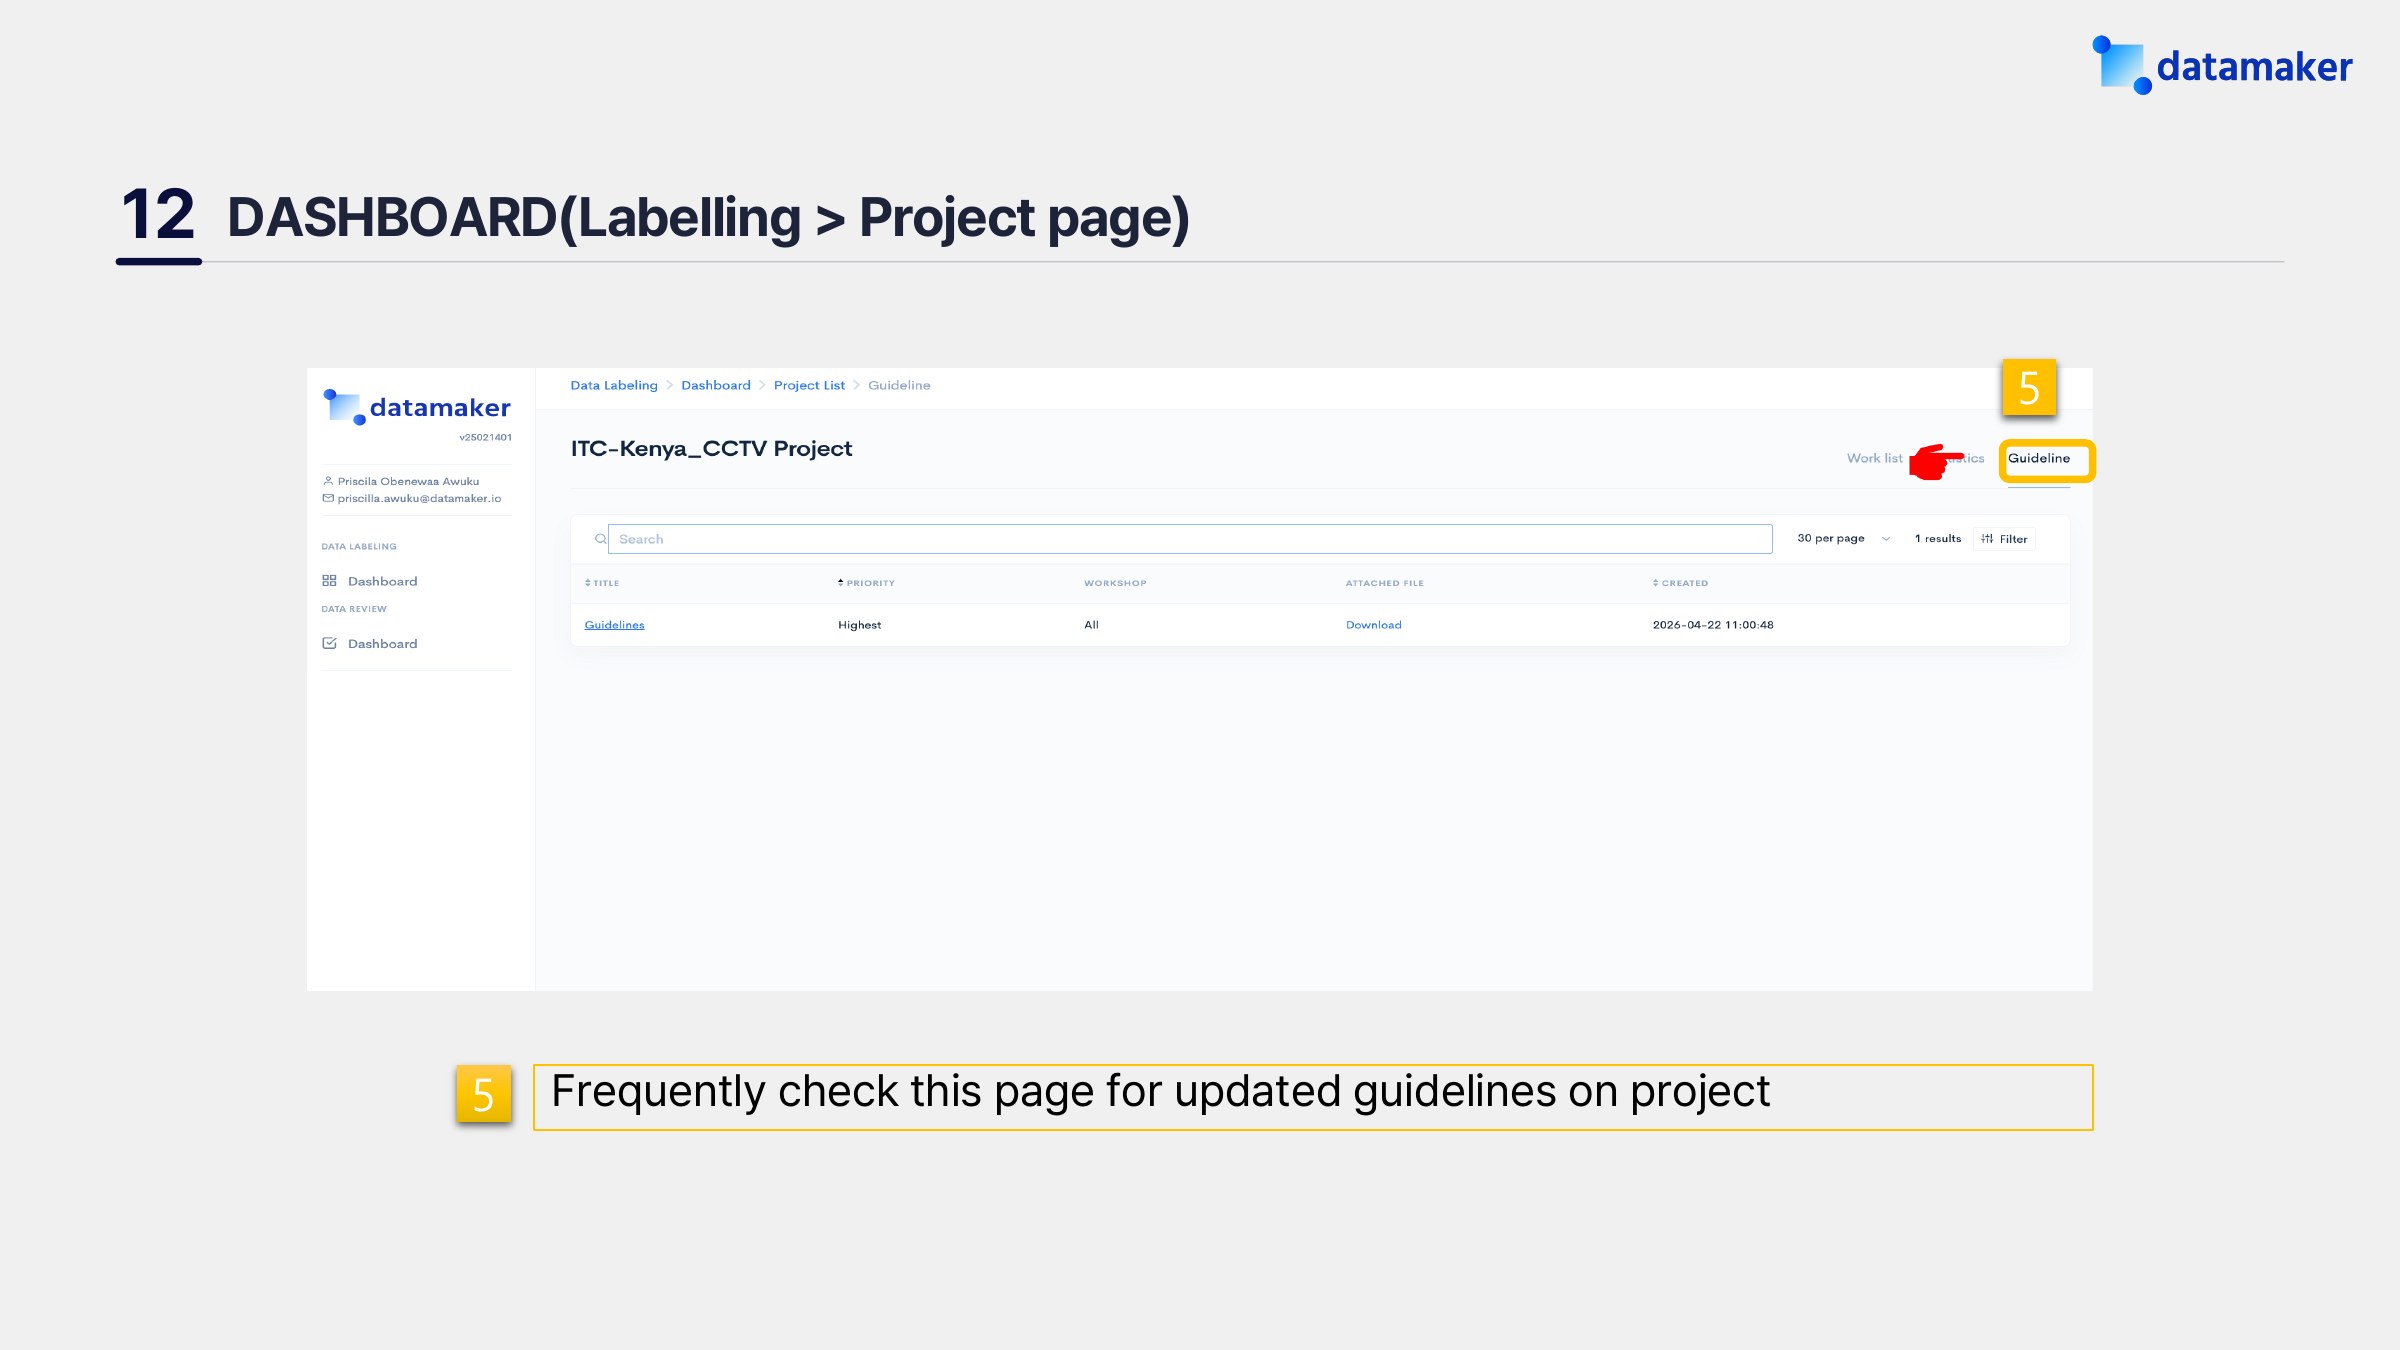 datamaker
12 DASHBOARD(Labelling > Project page)
datamaker
v25021401
Priscila Obenewaa Awuku
priscilla.awuku@datamaker.io
DATA LABELING
Dashboard
DATA REVIEW
Dashboard
Data Labeling > Dashboard > Project List > Guideline
5
ITC-Kenya_CCTV Project
Work list
Guideline
Search
30 per page
1 results
Filter
TITLE PRIORITY WORKSHOP ATTACHED FILE CREATED
Guidelines Highest All Download 2026-04-22 11:00:48
5 Frequently check this page for updated guidelines on project